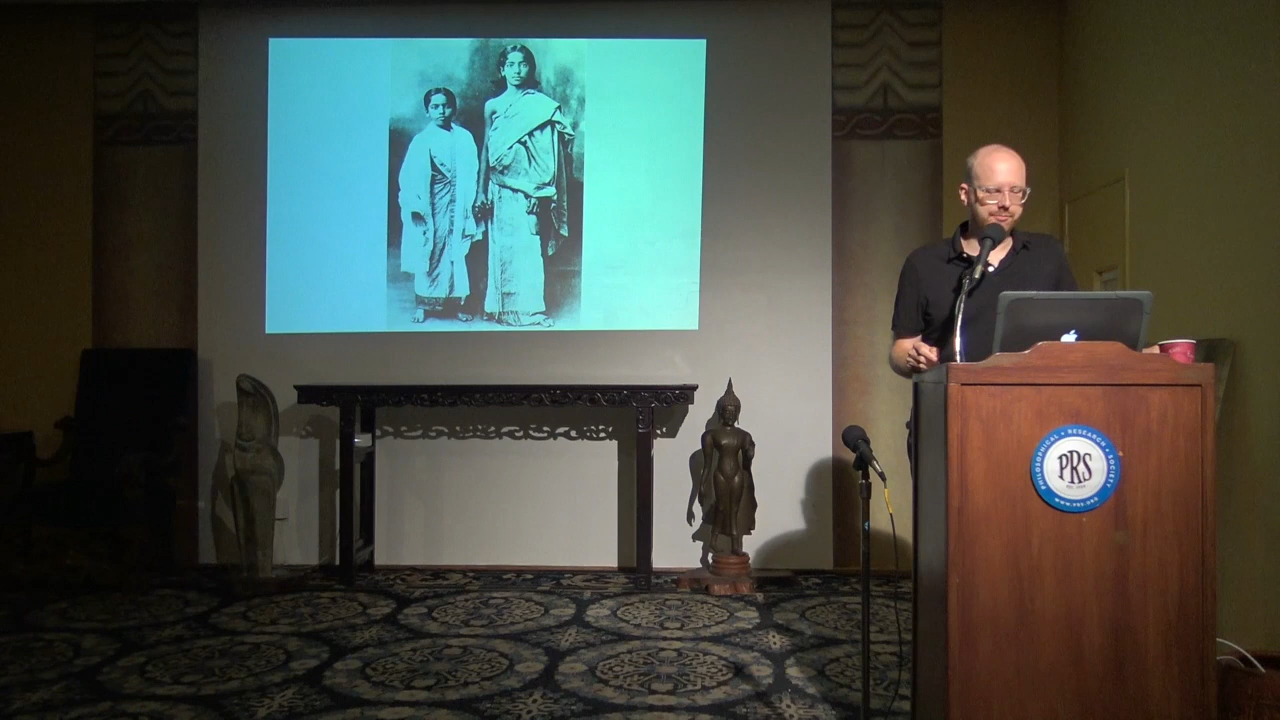 PHILOSOPHICAL • RESEARCH • SOCIETY
PRS
WWW.PRS.ORG